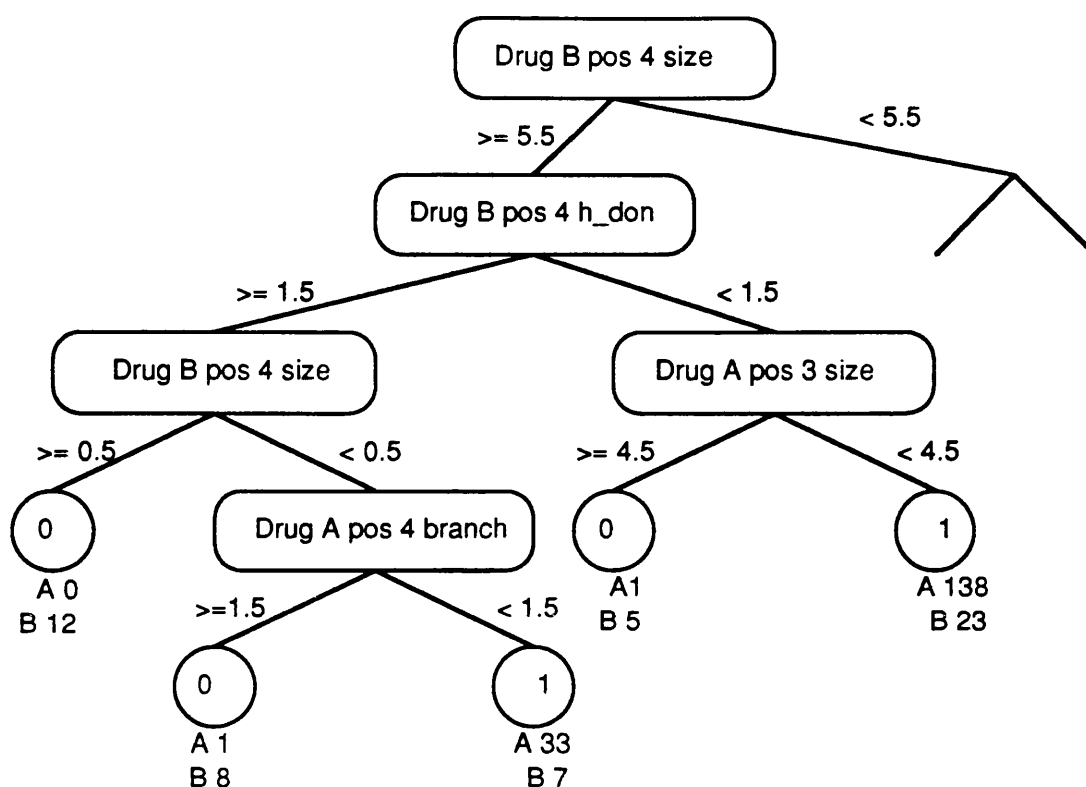 Drug B pos 4 size
>= 5.5
< 5.5
Drug B pos 4 h_don
>= 1.5
< 1.5
Drug B pos 4 size
Drug A pos 3 size
>= 0.5
< 0.5
>= 4.5
< 4.5
0
Drug A pos 4 branch
0
1
A 0
B 12
>=1.5
< 1.5
A1
B 5
A 138
B 23
0
1
A 1
B 8
A 33
B 7